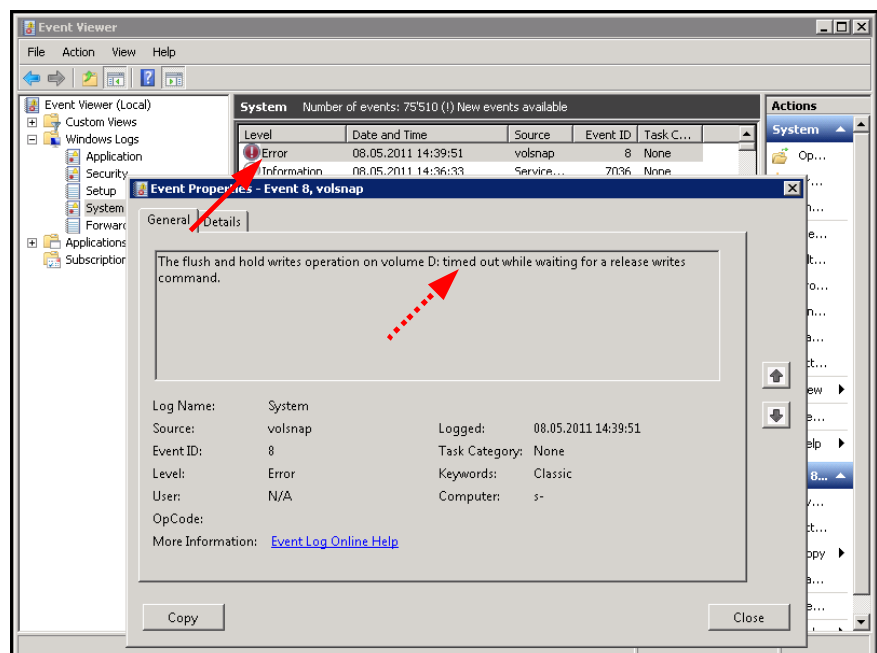 Event Viewer
File Action View Help
Event Viewer (Local)
Custom Views
Windows Logs
Application
Security
Setup
System
Forward
Applications
Subscription
System Number of events: 75'510 (!) New events available
Level Date and Time Source Event ID Task C...
Error 08.05.2011 14:39:51 volsnap 8 None
Information 08.05.2011 14:36:33 Service... 7036 None
Actions
System
Op...
Event Properties - Event 8, volsnap
General Details
The flush and hold writes operation on volume D: timed out while waiting for a release writes
command.
Log Name: System
Source: volsnap Logged: 08.05.2011 14:39:51
Event ID: 8 Task Category: None
Level: Error Keywords: Classic
User: N/A Computer: s-
OpCode:
More Information: Event Log Online Help
Copy Close